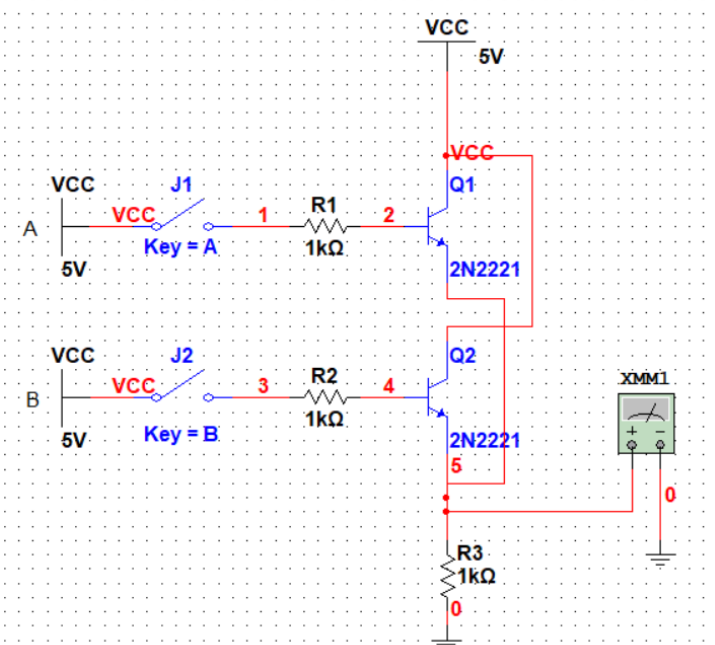 VCC
5V
VCC
VCC J1 Q1
A VCC 1 R1 2
Key = A 1kΩ
5V 2N2221
VCC J2 R2 Q2
B VCC 3 4 XMM1
1kΩ + -
5V Key = B 2N2221
5
0
R3
1kΩ
0